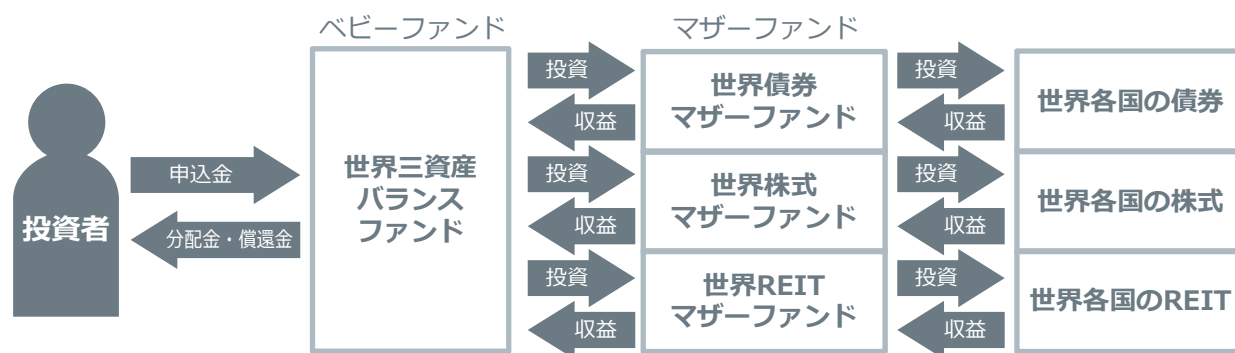 ベビーファンド
マザーファンド
投資者
申込金
分配金・償還金
世界三資産
バランス
ファンド
投資
収益
世界債券
マザーファンド
投資
収益
世界各国の債券
投資
収益
世界株式
マザーファンド
投資
収益
世界各国の株式
投資
収益
世界REIT
マザーファンド
投資
収益
世界各国のREIT